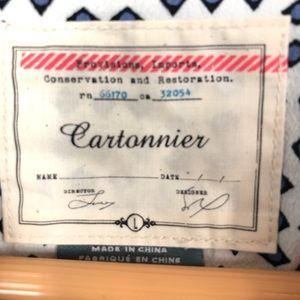 Provisions, Imports,
Conservation and Restoration.
rn 66170 ca 32054
Cartonnier
NAME DATE / /
DIRECTOR DESIGNER
L
MADE IN CHINA
FABRIQUÉ EN CHINE